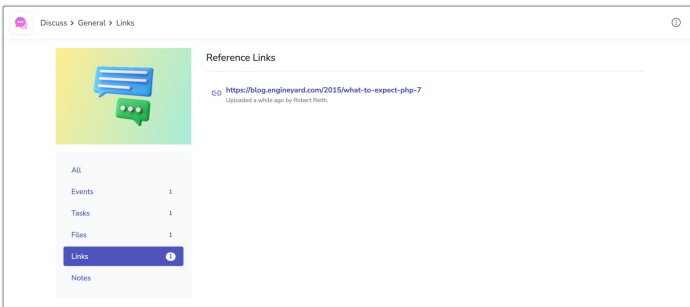 Discuss > General > Links
Reference Links
https://blog.engineyard.com/2015/what-to-expect-php-7
Uploaded a while ago by Robert Reith.
All
Events 1
Tasks 1
Files 1
Links 1
Notes